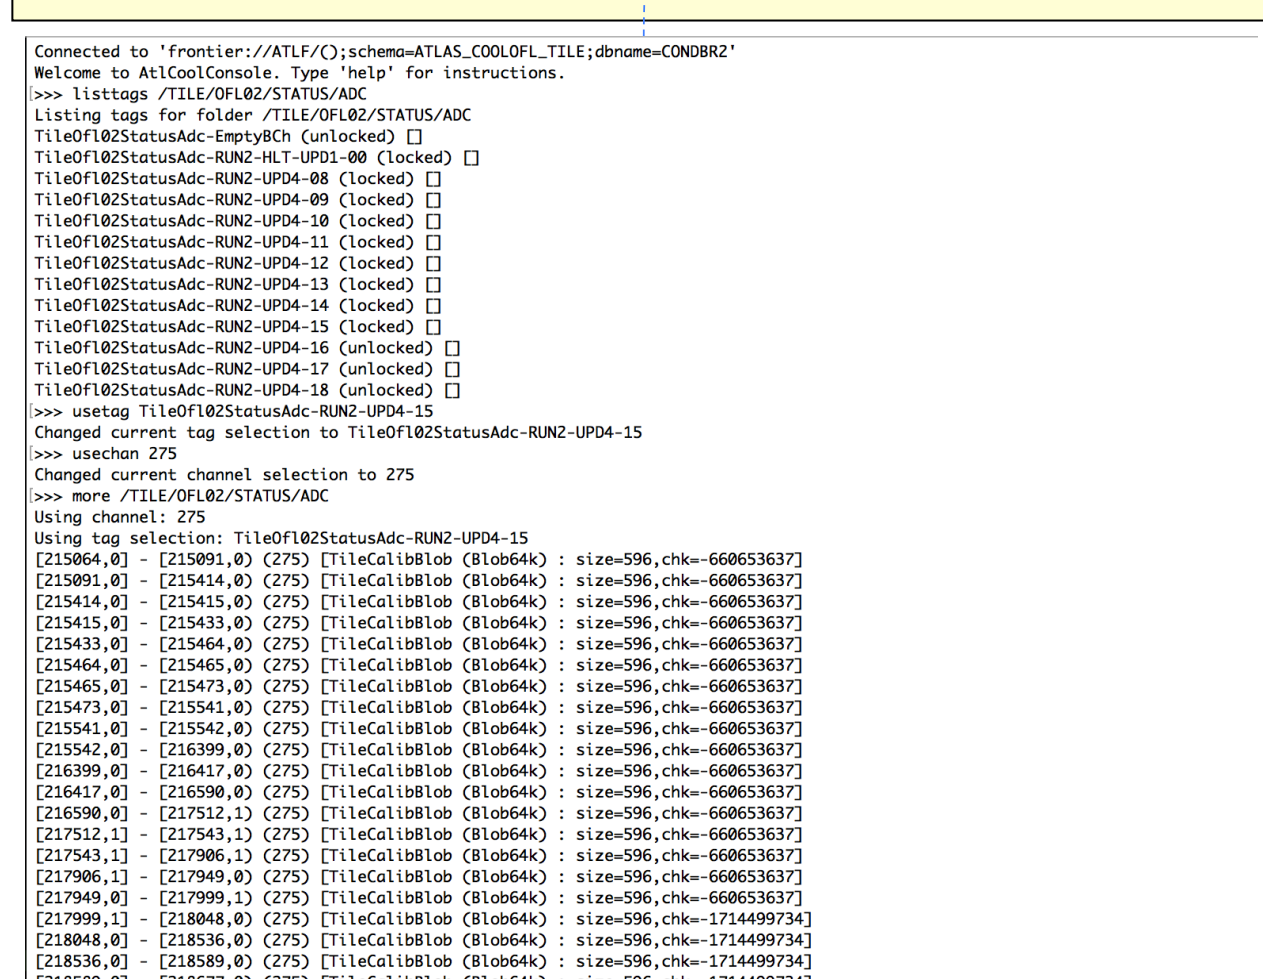 Connected to 'frontier://ATLF/();schema=ATLAS_COOLOFL_TILE;dbname=CONDBR2'
Welcome to AtlCoolConsole. Type 'help' for instructions.
[>>> listtags /TILE/OFL02/STATUS/ADC
Listing tags for folder /TILE/OFL02/STATUS/ADC
TileOfl02StatusAdc-EmptyBCh (unlocked) []
TileOfl02StatusAdc-RUN2-HLT-UPD1-00 (locked) []
TileOfl02StatusAdc-RUN2-UPD4-08 (locked) []
TileOfl02StatusAdc-RUN2-UPD4-09 (locked) []
TileOfl02StatusAdc-RUN2-UPD4-10 (locked) []
TileOfl02StatusAdc-RUN2-UPD4-11 (locked) []
TileOfl02StatusAdc-RUN2-UPD4-12 (locked) []
TileOfl02StatusAdc-RUN2-UPD4-13 (locked) []
TileOfl02StatusAdc-RUN2-UPD4-14 (locked) []
TileOfl02StatusAdc-RUN2-UPD4-15 (locked) []
TileOfl02StatusAdc-RUN2-UPD4-16 (unlocked) []
TileOfl02StatusAdc-RUN2-UPD4-17 (unlocked) []
TileOfl02StatusAdc-RUN2-UPD4-18 (unlocked) []
[>>> usetag TileOfl02StatusAdc-RUN2-UPD4-15
Changed current tag selection to TileOfl02StatusAdc-RUN2-UPD4-15
[>>> usechan 275
Changed current channel selection to 275
[>>> more /TILE/OFL02/STATUS/ADC
Using channel: 275
Using tag selection: TileOfl02StatusAdc-RUN2-UPD4-15
[215064,0] - [215091,0) (275) [TileCalibBlob (Blob64k) : size=596,chk=-660653637]
[215091,0] - [215414,0) (275) [TileCalibBlob (Blob64k) : size=596,chk=-660653637]
[215414,0] - [215415,0) (275) [TileCalibBlob (Blob64k) : size=596,chk=-660653637]
[215415,0] - [215433,0) (275) [TileCalibBlob (Blob64k) : size=596,chk=-660653637]
[215433,0] - [215464,0) (275) [TileCalibBlob (Blob64k) : size=596,chk=-660653637]
[215464,0] - [215465,0) (275) [TileCalibBlob (Blob64k) : size=596,chk=-660653637]
[215465,0] - [215473,0) (275) [TileCalibBlob (Blob64k) : size=596,chk=-660653637]
[215473,0] - [215541,0) (275) [TileCalibBlob (Blob64k) : size=596,chk=-660653637]
[215541,0] - [215542,0) (275) [TileCalibBlob (Blob64k) : size=596,chk=-660653637]
[215542,0] - [216399,0) (275) [TileCalibBlob (Blob64k) : size=596,chk=-660653637]
[216399,0] - [216417,0) (275) [TileCalibBlob (Blob64k) : size=596,chk=-660653637]
[216417,0] - [216590,0) (275) [TileCalibBlob (Blob64k) : size=596,chk=-660653637]
[216590,0] - [217512,1) (275) [TileCalibBlob (Blob64k) : size=596,chk=-660653637]
[217512,1] - [217543,1) (275) [TileCalibBlob (Blob64k) : size=596,chk=-660653637]
[217543,1] - [217906,1) (275) [TileCalibBlob (Blob64k) : size=596,chk=-660653637]
[217906,1] - [217949,0) (275) [TileCalibBlob (Blob64k) : size=596,chk=-660653637]
[217949,0] - [217999,1) (275) [TileCalibBlob (Blob64k) : size=596,chk=-660653637]
[217999,1] - [218048,0) (275) [TileCalibBlob (Blob64k) : size=596,chk=-1714499734]
[218048,0] - [218536,0) (275) [TileCalibBlob (Blob64k) : size=596,chk=-1714499734]
[218536,0] - [218589,0) (275) [TileCalibBlob (Blob64k) : size=596,chk=-1714499734]